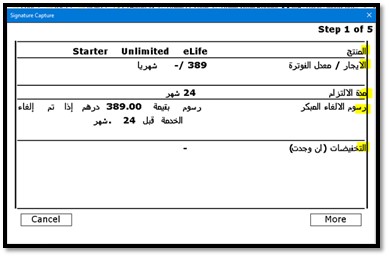 Signature Capture
Step 1 of 5
المنتج Starter Unlimited eLife
الايجار / معدل الفوترة 389 /- شهريا
مدة الالتزام 24 شهر
رسوم الالغاء المبكر رسوم بقيمة 389.00 درهم إذا تم إلغاء
الخدمة قبل 24 .شهر
التخفيضات (ان وجدت) -
Cancel More